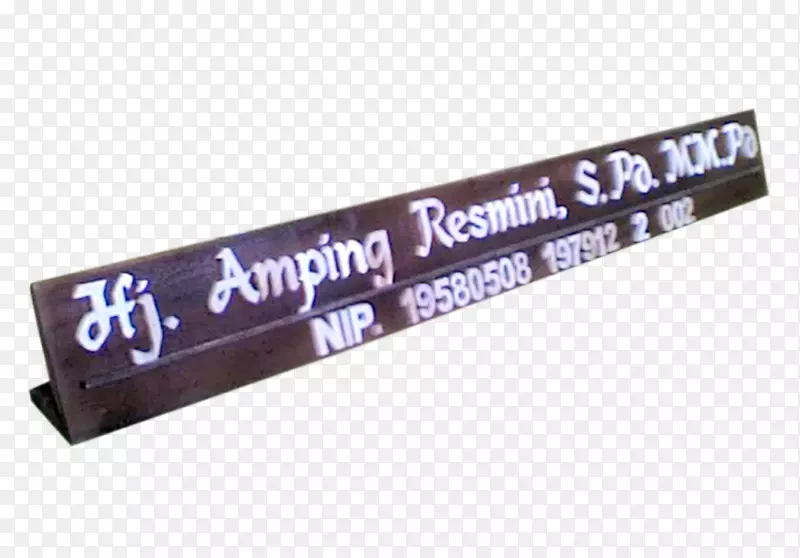 Hj. Amping Resmini, S.Pd. MM.Pd
NIP. 19580508 197912 2 002